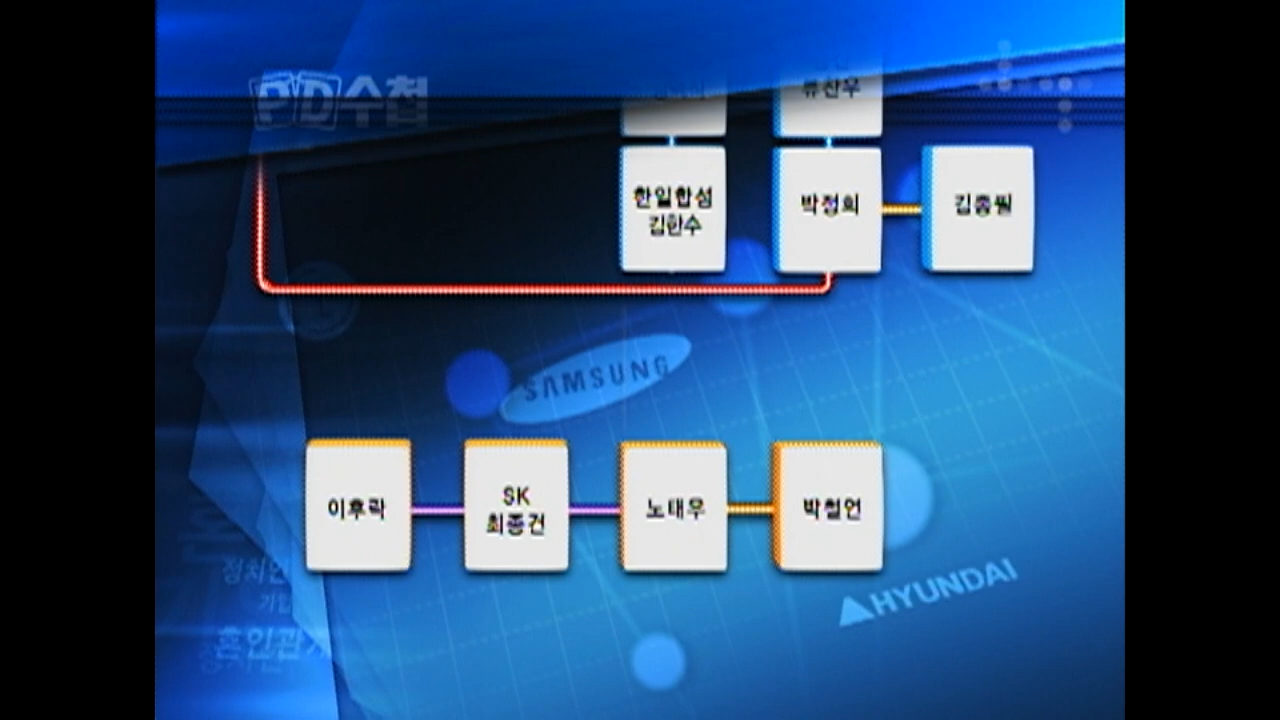 PD수첩
류찬우
한일합섬
김한수
박정희
김종필
SAMSUNG
이후락
SK
최종건
노태우
박철언
HYUNDAI
정치인
기업
혼인관계